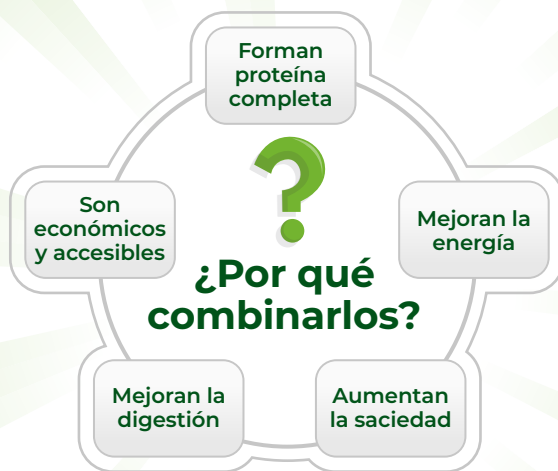 Forman
proteína
completa
Son
económicos
y accesibles
Mejoran la
energía
?
¿Por qué
combinarlos?
Mejoran la
digestión
Aumentan
la saciedad